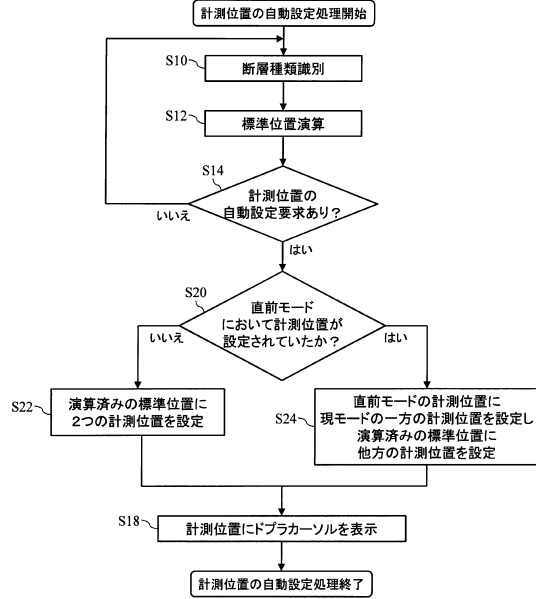 計測位置の自動設定処理開始
S10
断層種類識別
S12
標準位置演算
S14
計測位置の
自動設定要求あり？
いいえ
はい
S20
直前モード
において計測位置が
設定されていたか？
いいえ
はい
S22
演算済みの標準位置に
２つの計測位置を設定
S24
直前モードの計測位置に
現モードの一方の計測位置を設定し
演算済みの標準位置に
他方の計測位置を設定
S18
計測位置にドプラカーソルを表示
計測位置の自動設定処理終了